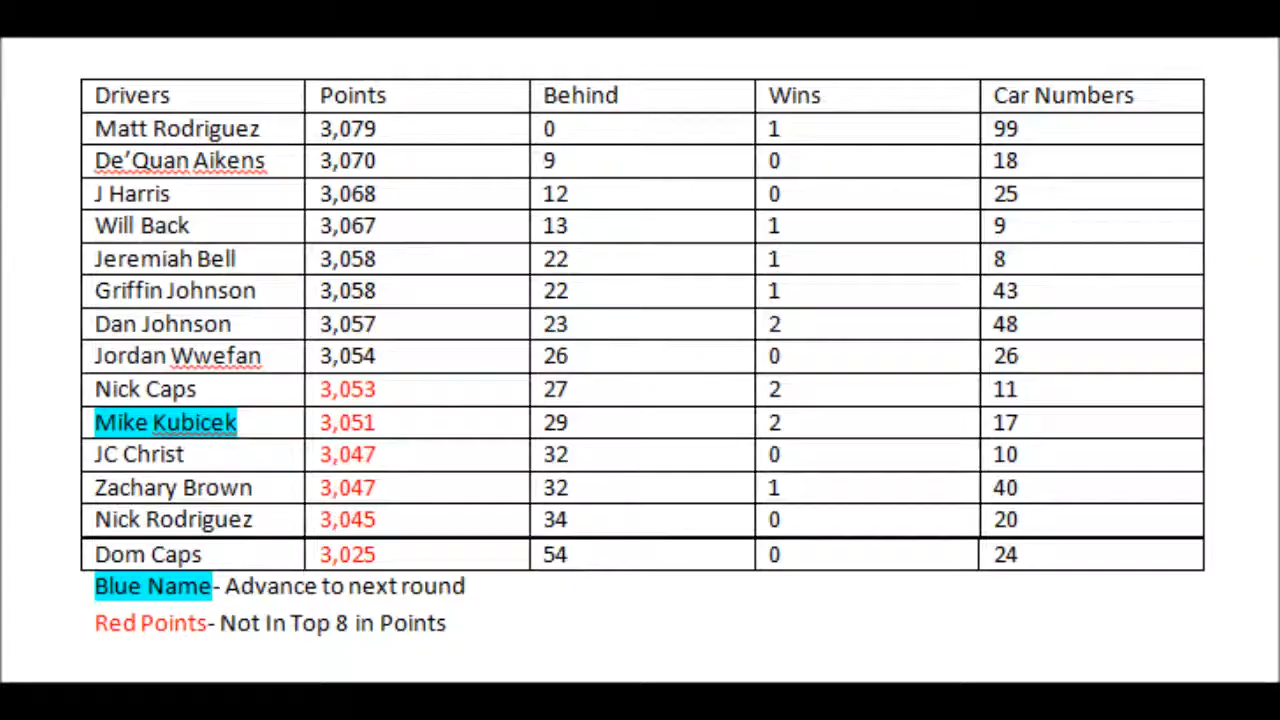 Drivers Points Behind Wins Car Numbers
Matt Rodriguez 3,079 0 1 99
De’Quan Aikens 3,070 9 0 18
J Harris 3,068 12 0 25
Will Back 3,067 13 1 9
Jeremiah Bell 3,058 22 1 8
Griffin Johnson 3,058 22 1 43
Dan Johnson 3,057 23 2 48
Jordan Wwefan 3,054 26 0 26
Nick Caps 3,053 27 2 11
Mike Kubicek 3,051 29 2 17
JC Christ 3,047 32 0 10
Zachary Brown 3,047 32 1 40
Nick Rodriguez 3,045 34 0 20
Dom Caps 3,025 54 0 24
Blue Name- Advance to next round
Red Points- Not In Top 8 in Points